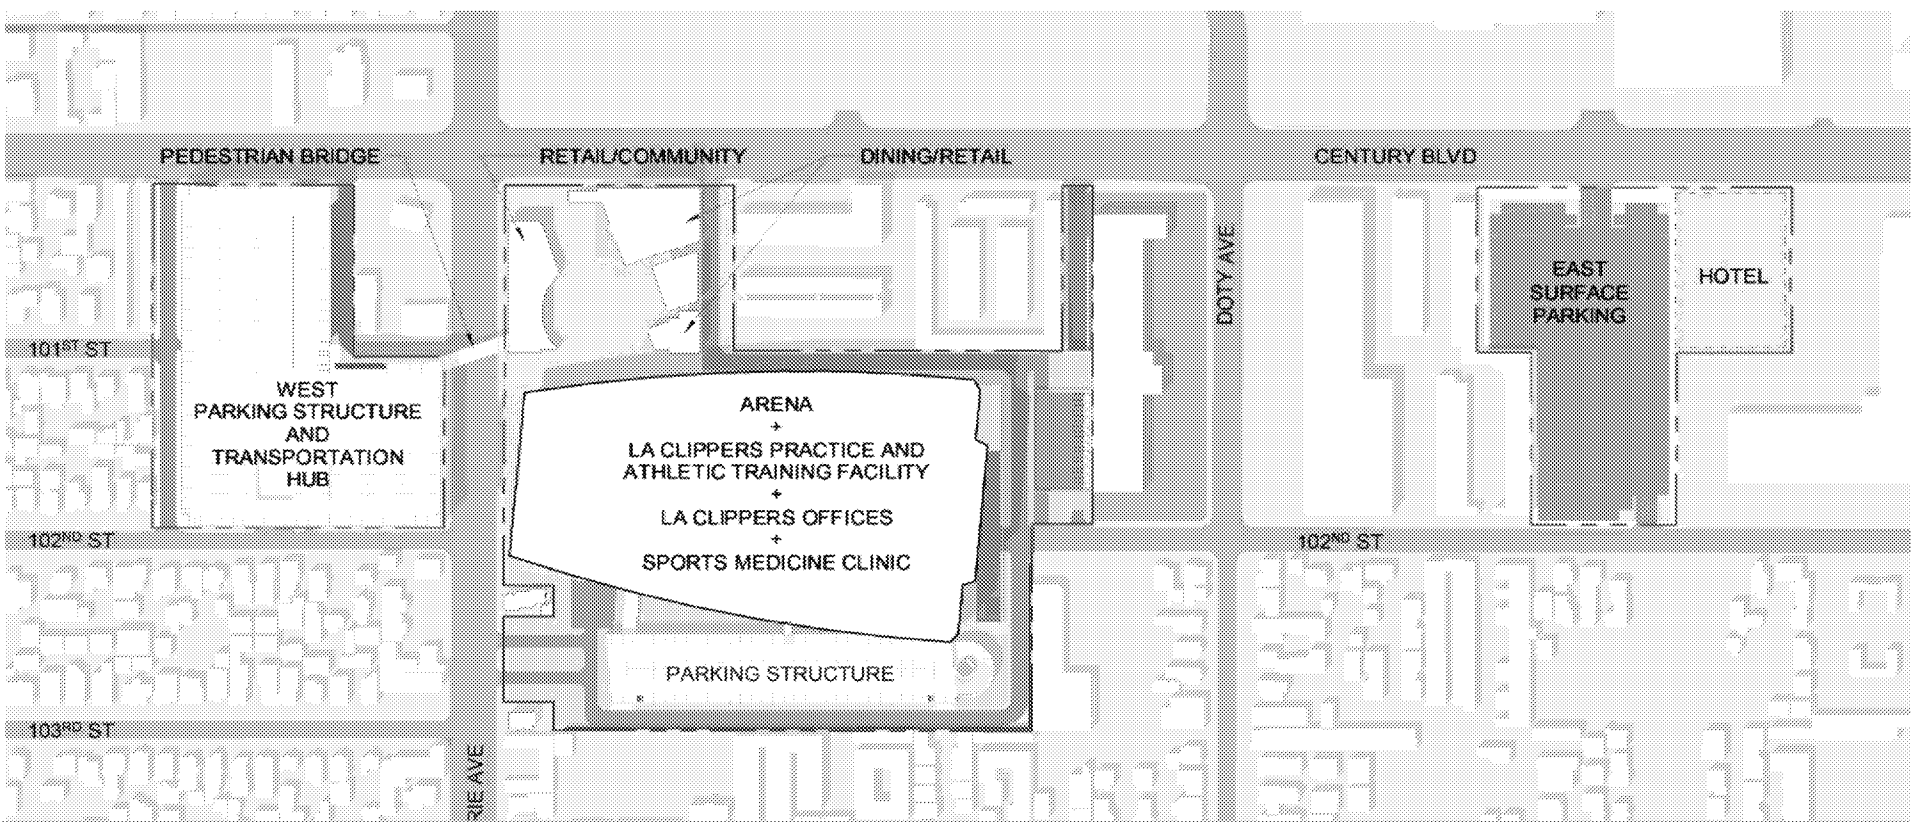 PEDESTRIAN BRIDGE
RETAIL/COMMUNITY
DINING/RETAIL
CENTURY BLVD
DOTY AVE
EAST
SURFACE
PARKING
HOTEL
101ST ST
WEST
PARKING STRUCTURE
AND
TRANSPORTATION
HUB
ARENA
+
LA CLIPPERS PRACTICE AND
ATHLETIC TRAINING FACILITY
+
LA CLIPPERS OFFICES
+
SPORTS MEDICINE CLINIC
102ND ST
102ND ST
PARKING STRUCTURE
103RD ST
RIE AVE